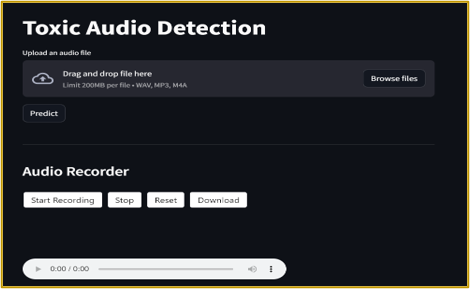 Toxic Audio Detection
Upload an audio file
Drag and drop file here
Limit 200MB per file • WAV, MP3, M4A
Browse files
Predict
Audio Recorder
Start Recording Stop Reset Download
0:00 / 0:00